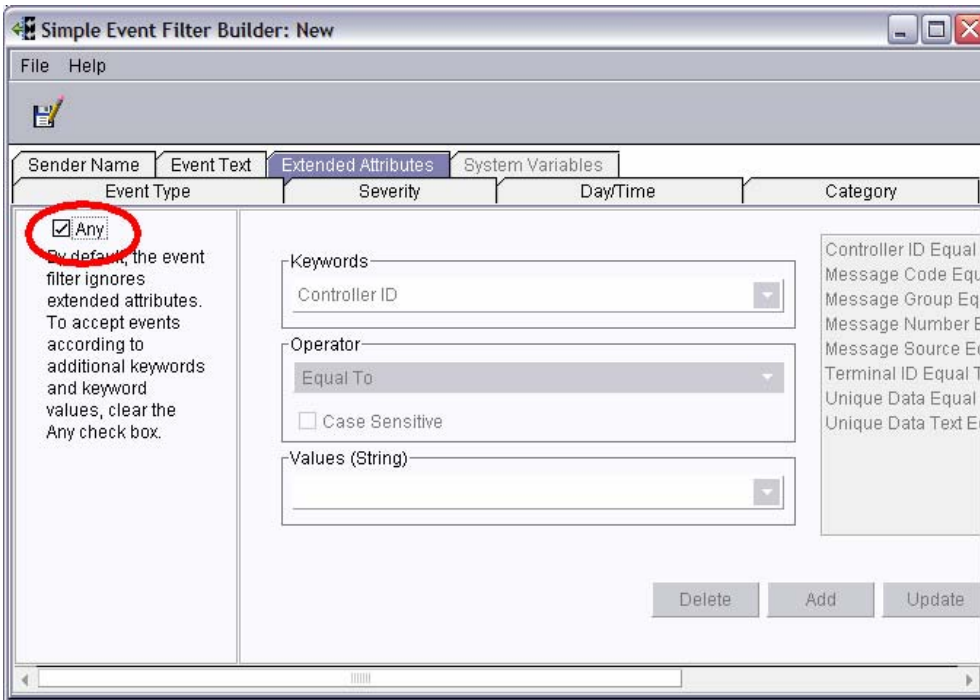 Simple Event Filter Builder: New
File Help
Sender Name Event Text Extended Attributes System Variables
Event Type Severity Day/Time Category
Any
By default, the event
filter ignores
extended attributes.
To accept events
according to
additional keywords
and keyword
values, clear the
Any check box.
Keywords
Controller ID
Operator
Equal To
Case Sensitive
Values (String)
Controller ID Equal
Message Code Equ
Message Group Eq
Message Number E
Message Source E
Terminal ID Equal T
Unique Data Equal
Unique Data Text E
Delete Add Update